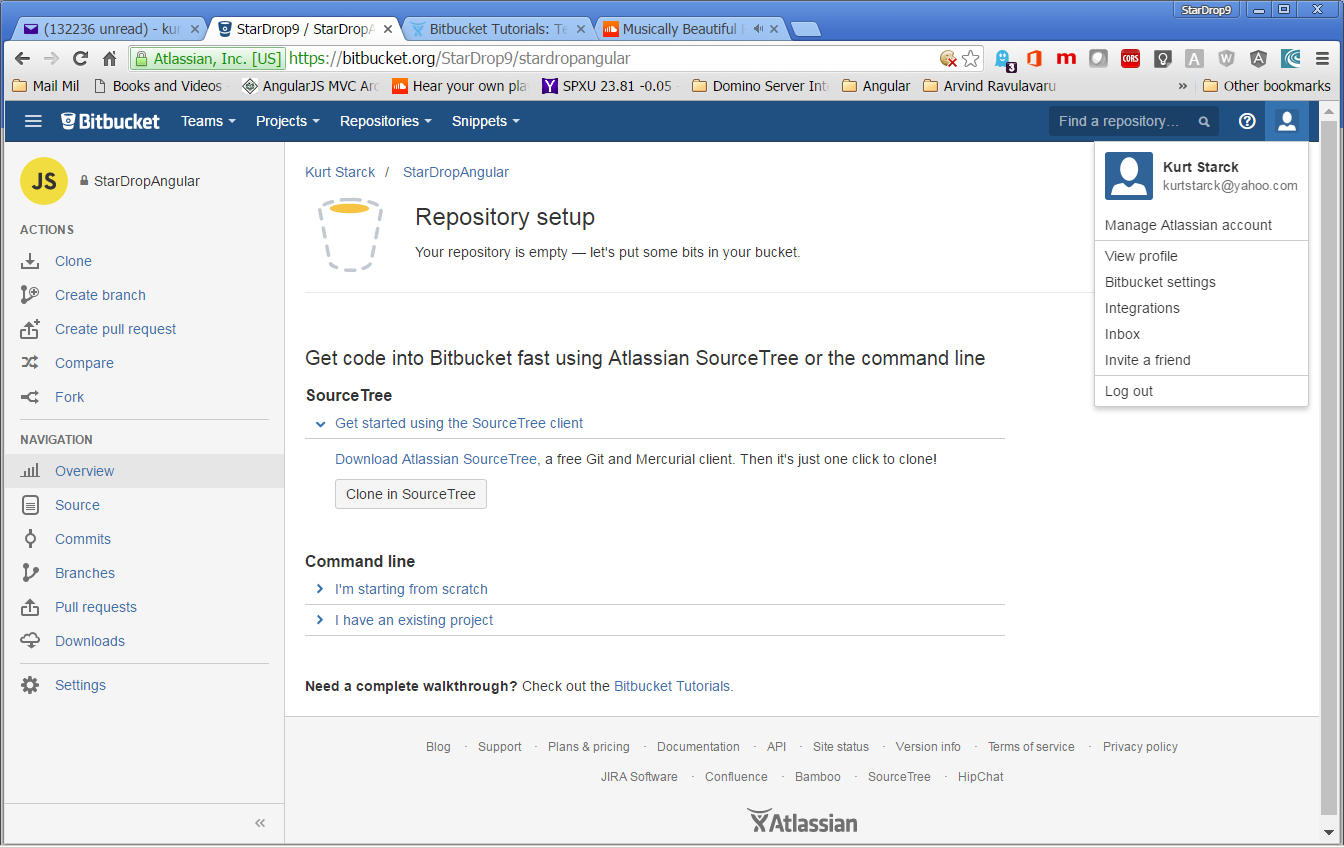 StarDrop9
(132236 unread) - kur
StarDrop9 / StarDropA
Bitbucket Tutorials: Te
Musically Beautiful
Atlassian, Inc. [US] https://bitbucket.org/StarDrop9/stardropangular
3
m
CORS
A
W
A
Mail Mil
Books and Videos
AngularJS MVC Arc
Hear your own pla
SPXU 23.81 -0.05
Domino Server Inte
Angular
Arvind Ravulavaru
»
Other bookmarks
Bitbucket Teams Projects Repositories Snippets Find a repository...
JS
StarDropAngular
ACTIONS
Clone
Create branch
Create pull request
Compare
Fork
NAVIGATION
Overview
Source
Commits
Branches
Pull requests
Downloads
Settings
«
Kurt Starck / StarDropAngular
Repository setup
Your repository is empty — let's put some bits in your bucket.
Get code into Bitbucket fast using Atlassian SourceTree or the command line
SourceTree
Get started using the SourceTree client
Download Atlassian SourceTree, a free Git and Mercurial client. Then it's just one click to clone!
Clone in SourceTree
Command line
I'm starting from scratch
I have an existing project
Need a complete walkthrough? Check out the Bitbucket Tutorials.
Kurt Starck
kurtstarck@yahoo.com
Manage Atlassian account
View profile
Bitbucket settings
Integrations
Inbox
Invite a friend
Log out
Blog · Support · Plans & pricing · Documentation · API · Site status · Version info · Terms of service · Privacy policy
JIRA Software · Confluence · Bamboo · SourceTree · HipChat
Atlassian